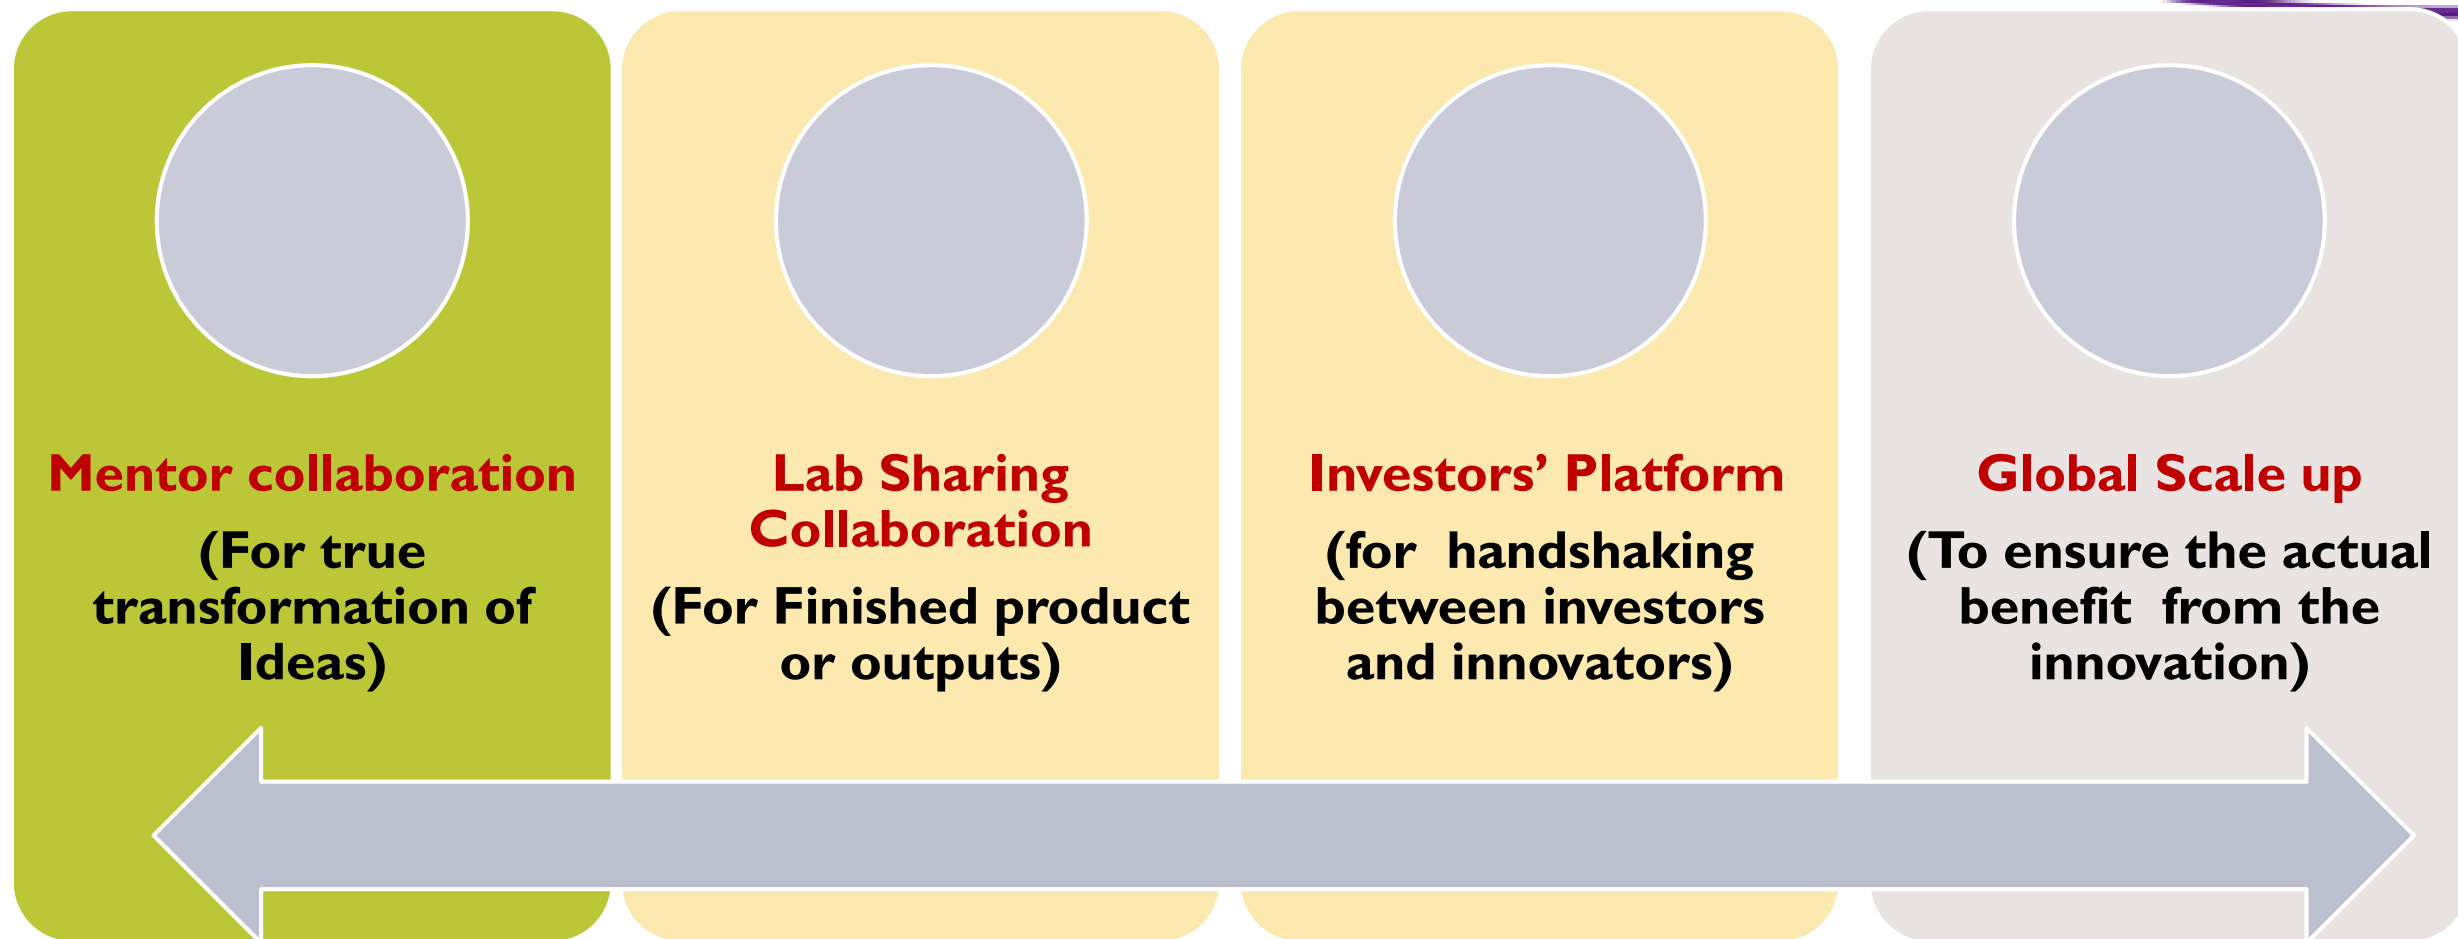 Mentor collaboration
(For true
transformation of
Ideas)
Lab Sharing
Collaboration
(For Finished product
or outputs)
Investors’ Platform
(for  handshaking
between investors
and innovators)
Global Scale up
(To ensure the actual
benefit  from the
innovation)